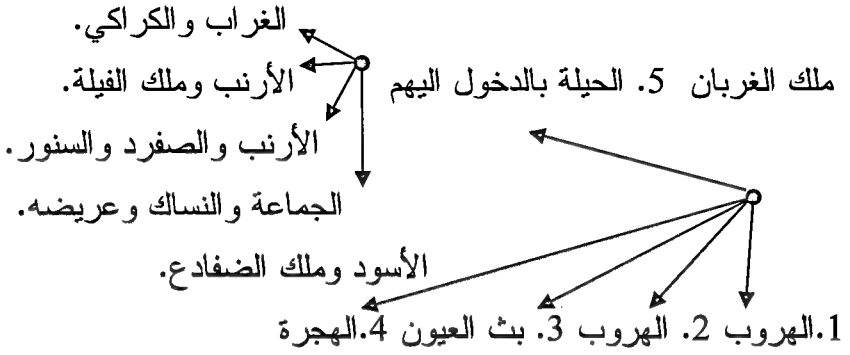 الغراب والكراكي.
الأرنب وملك الفيلة.
ملك الغربان 5. الحيلة بالدخول اليهم
الأرنب والصفرد والسنور.
الجماعة والنساك وعريضه.
الأسود وملك الضفادع.
1.الهروب 2. الهروب 3. بث العيون 4.الهجرة